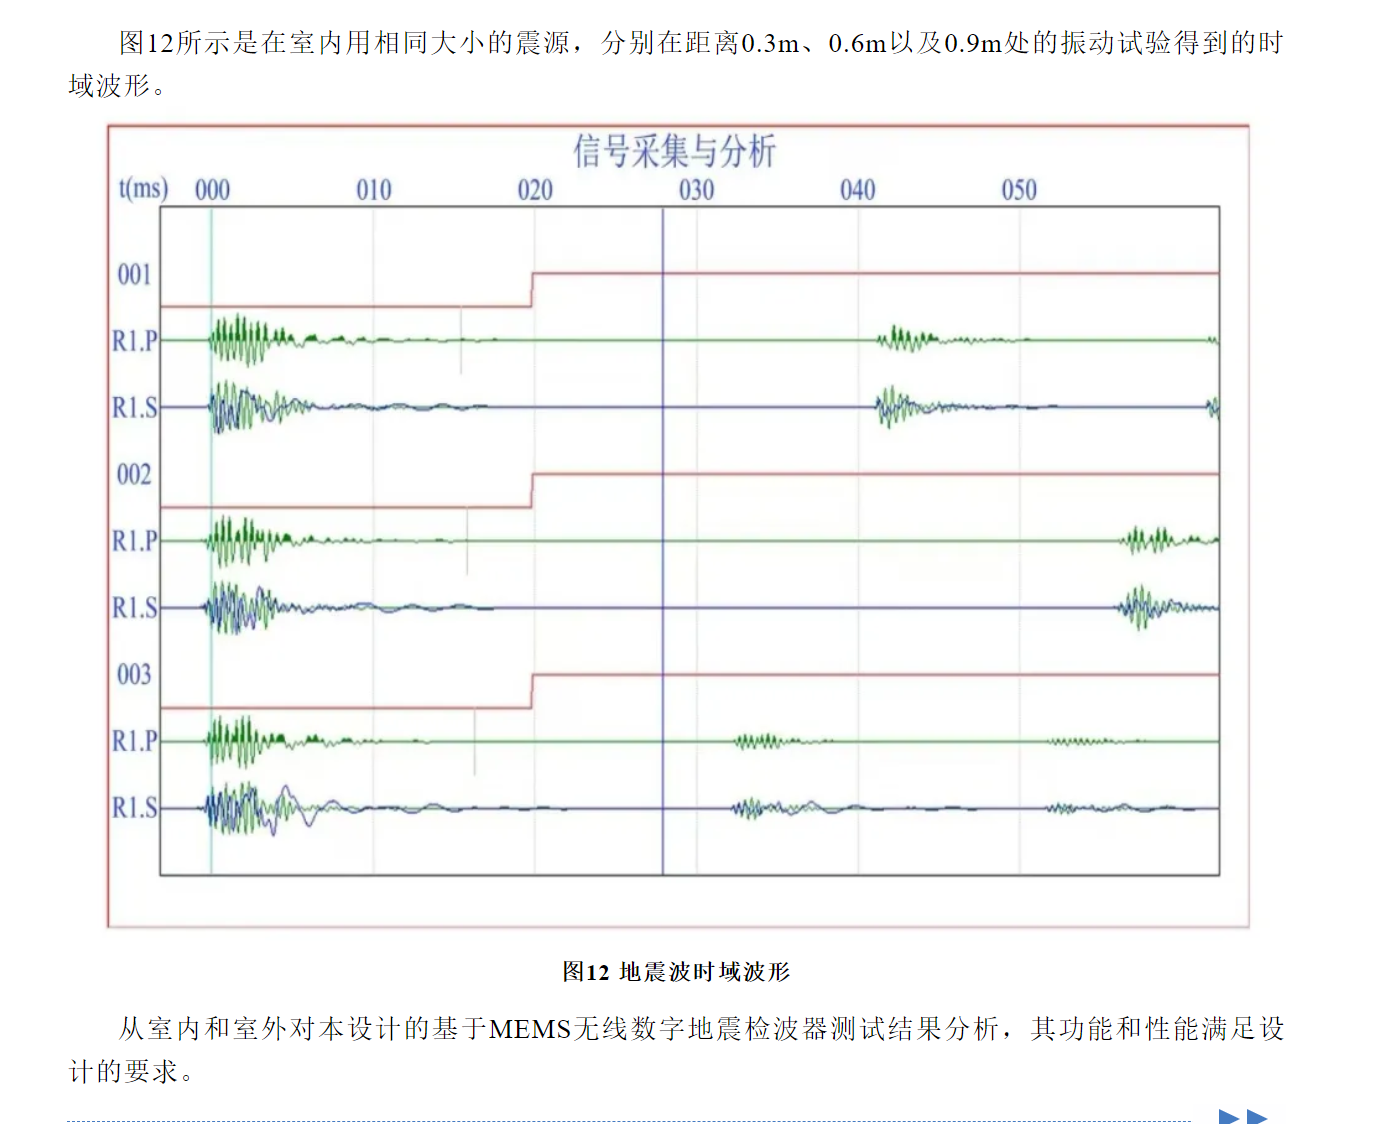 图12所示是在室内用相同大小的震源，分别在距离0.3m、0.6m以及0.9m处的振动试验得到的时
域波形。
信号采集与分析
t(ms) 000 010 020 030 040 050
001
R1.P
R1.S
002
R1.P
R1.S
003
R1.P
R1.S
图12 地震波时域波形
从室内和室外对本设计的基于MEMS无线数字地震检波器测试结果分析，其功能和性能满足设
计的要求。